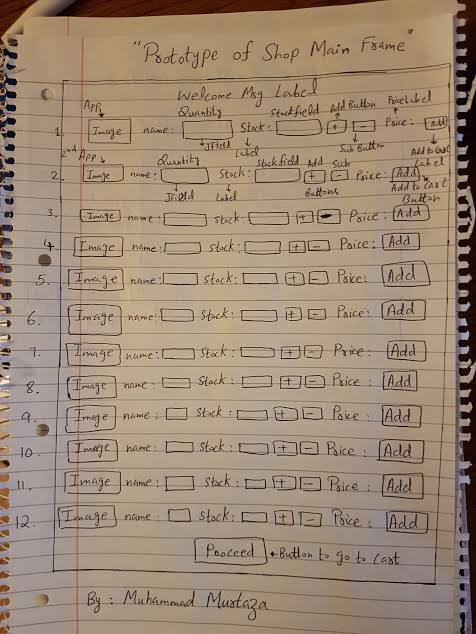 "Prototype of Shop Main Frame"
Welcome Msg Label
App Quantity Stockfield Add Button PriceLabel
1. Image name: Stock: + - Price: Add
JField Label Sub Button Add to Cart
2nd App Quantity Stockfield Add Sub Label
2. Image name: Stock: + - Price: Add
JField Label Buttons Add to Cart Button
3. Image name: Stock: + - Price: Add
4. Image name: Stock: + - Price: Add
5. Image name: Stock: + - Price: Add
6. Image name: Stock: + - Price: Add
7. Image name: Stock: + - Price: Add
8. Image name: Stock: + - Price: Add
9. Image name: Stock: + - Price: Add
10. Image name: Stock: + - Price: Add
11. Image name: Stock: + - Price: Add
12. Image name: Stock: + - Price: Add
Proceed Button to go to Cart
By: Muhammad Murtaza